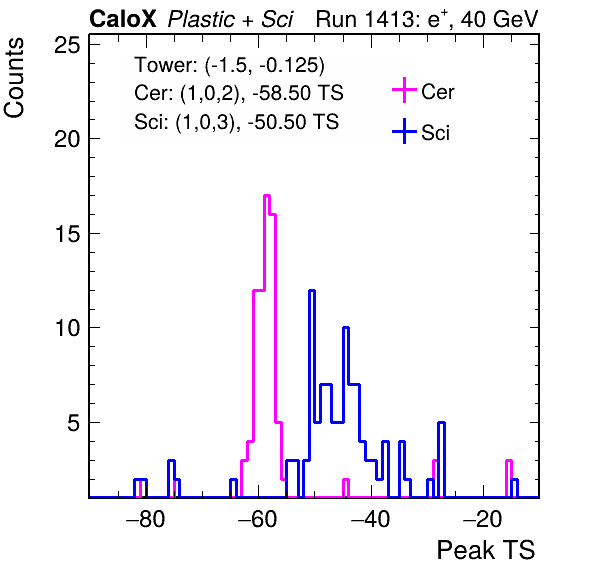 CaloX Plastic + Sci Run 1413: e+, 40 GeV
Counts
25
20
15
10
5
Tower: (-1.5, -0.125)
Cer: (1,0,2), -58.50 TS
Sci: (1,0,3), -50.50 TS
Cer
Sci
−80 −60 −40 −20
Peak TS